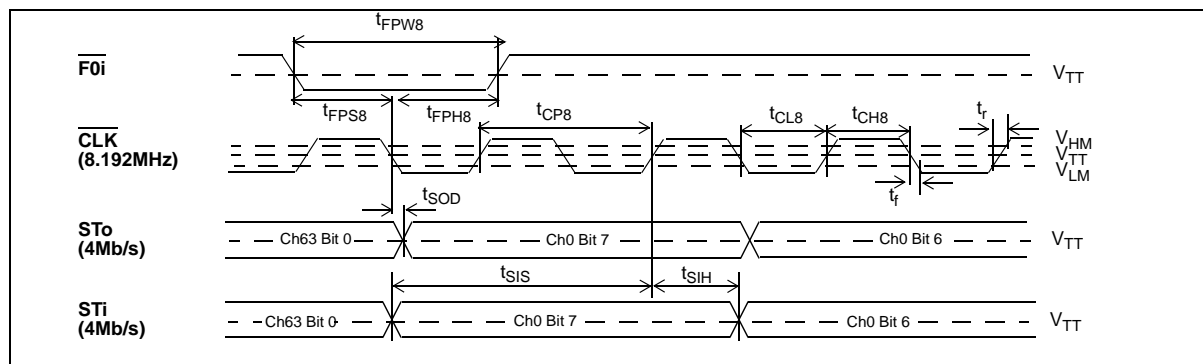 tFPW8
F0i
VTT
tFPS8
tFPH8
tCP8
tCL8
tCH8
tr
CLK
(8.192MHz)
VHM
VTT
VLM
tf
tSOD
STo
(4Mb/s)
Ch63 Bit 0
Ch0 Bit 7
Ch0 Bit 6
VTT
tSIS
tSIH
STi
(4Mb/s)
Ch63 Bit 0
Ch0 Bit 7
Ch0 Bit 6
VTT